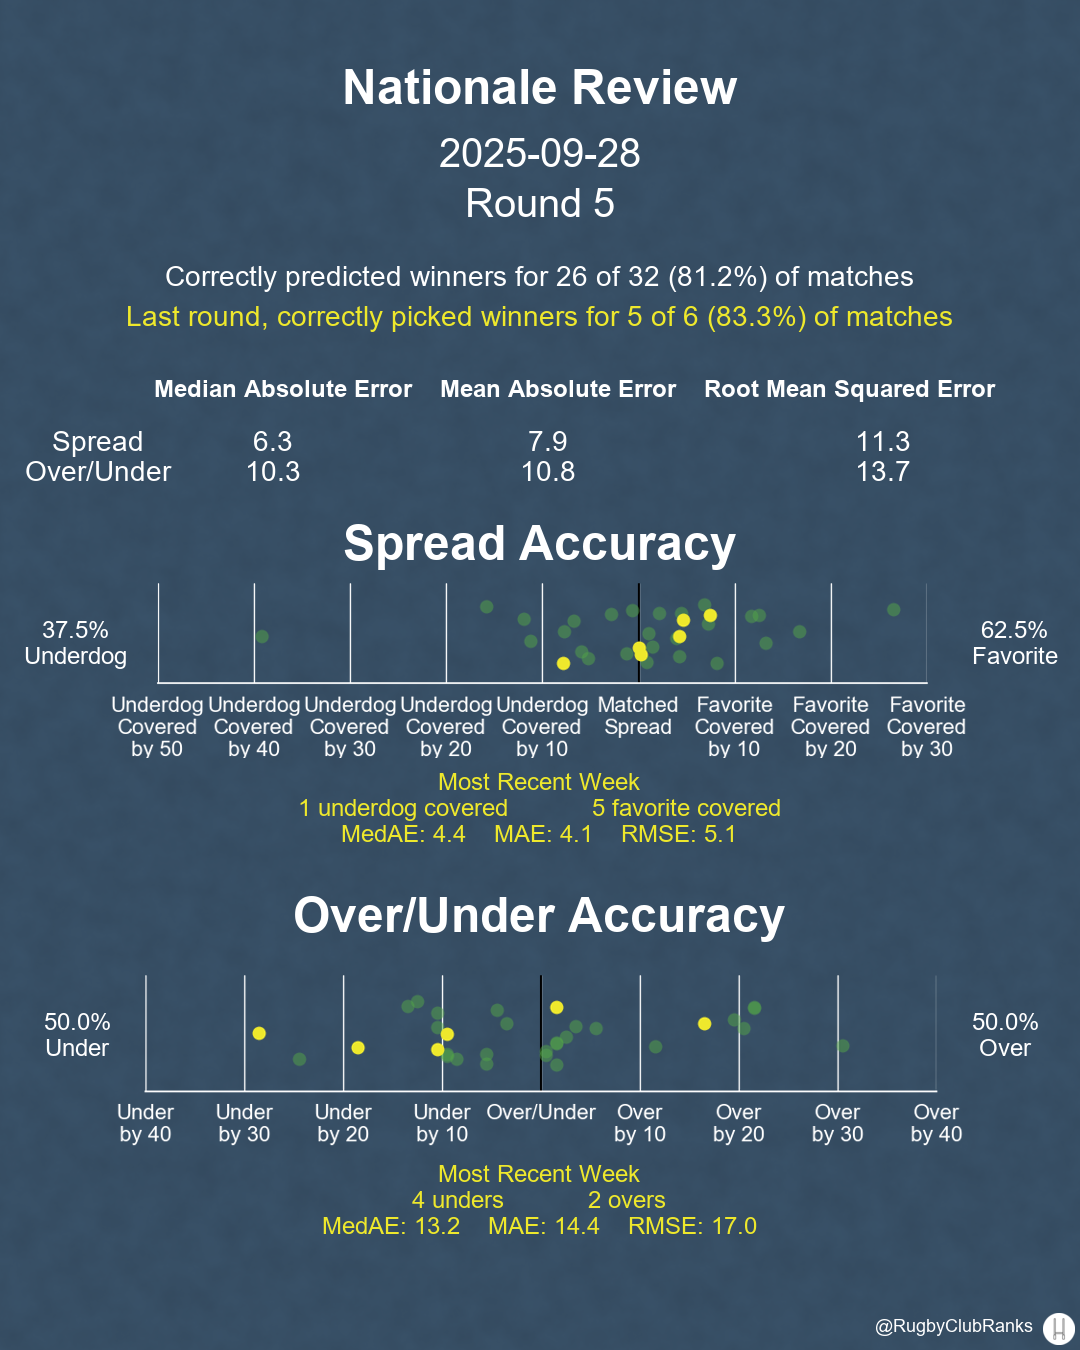 Nationale Review
2025-09-28
Round 5
Correctly predicted winners for 26 of 32 (81.2%) of matches
Last round, correctly picked winners for 5 of 6 (83.3%) of matches
Median Absolute Error Mean Absolute Error Root Mean Squared Error
Spread 6.3 7.9 11.3
Over/Under 10.3 10.8 13.7
Spread Accuracy
37.5% 62.5%
Underdog Favorite
Underdog Underdog Underdog Underdog Underdog Matched Favorite Favorite Favorite
Covered Covered Covered Covered Covered Spread Covered Covered Covered
by 50 by 40 by 30 by 20 by 10 by 10 by 20 by 30
Most Recent Week
1 underdog covered 5 favorite covered
MedAE: 4.4 MAE: 4.1 RMSE: 5.1
Over/Under Accuracy
50.0% 50.0%
Under Over
Under Under Under Under Over/Under Over Over Over Over
by 40 by 30 by 20 by 10 by 10 by 20 by 30 by 40
Most Recent Week
4 unders 2 overs
MedAE: 13.2 MAE: 14.4 RMSE: 17.0
@RugbyClubRanks